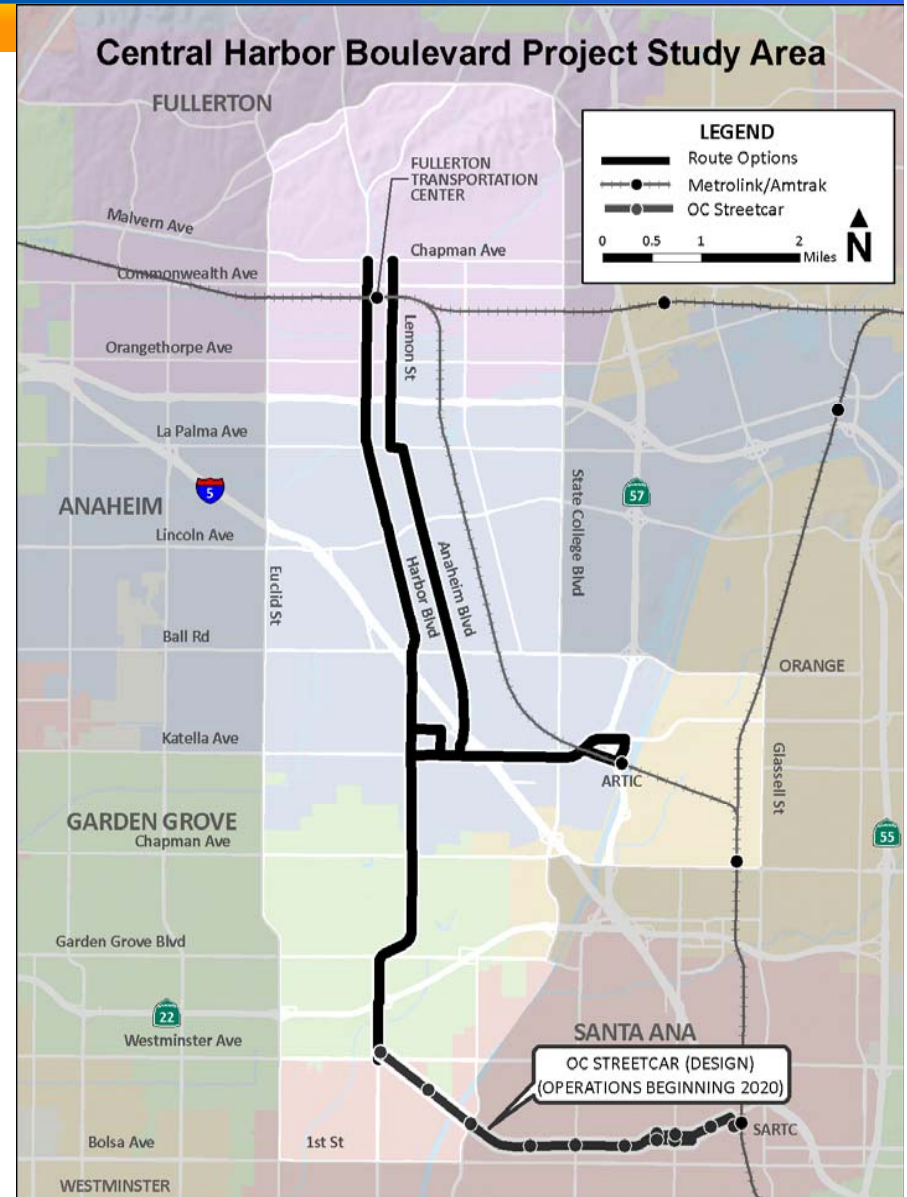 Central Harbor Boulevard Project Study Area
FULLERTON
LEGEND
Route Options
Metrolink/Amtrak
OC Streetcar
0 0.5 1 2
Miles
N
FULLERTON
TRANSPORTATION
CENTER
Malvern Ave
Chapman Ave
Commonwealth Ave
Lemon St
Orangethorpe Ave
La Palma Ave
5
ANAHEIM
State College Blvd
57
Lincoln Ave
Harbor Blvd
Anaheim Blvd
Euclid St
Ball Rd
ORANGE
Katella Ave
ARTIC
Glassell St
GARDEN GROVE
Chapman Ave
55
Garden Grove Blvd
22
Westminster Ave
SANTA ANA
OC STREETCAR (DESIGN)
(OPERATIONS BEGINNING 2020)
SARTC
Bolsa Ave
1st St
WESTMINSTER